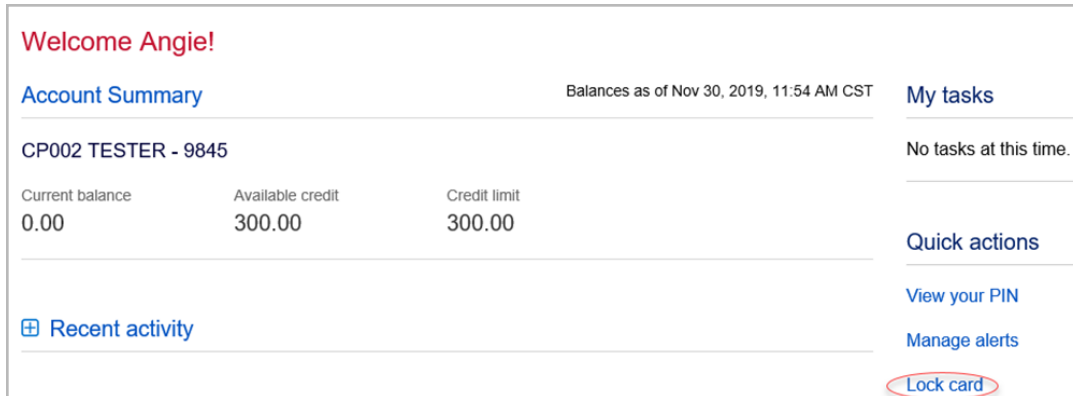 Welcome Angie!
Account Summary
Balances as of Nov 30, 2019, 11:54 AM CST
CP002 TESTER - 9845
Current balance Available credit Credit limit
0.00 300.00 300.00
Recent activity
My tasks
No tasks at this time.
Quick actions
View your PIN
Manage alerts
Lock card